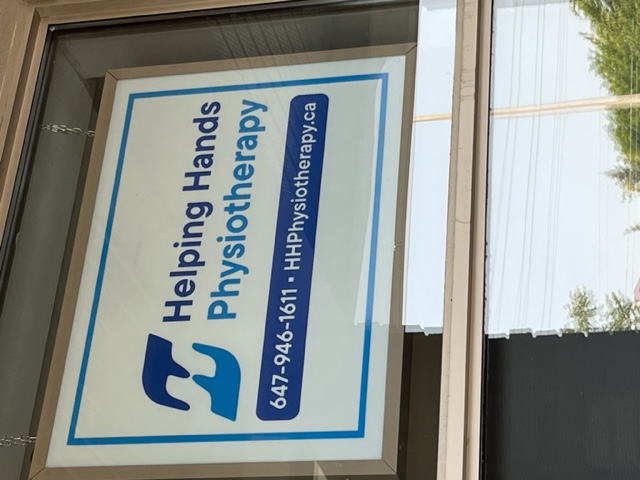 Helping Hands
Physiotherapy
647-946-1611 • HHPhysiotherapy.ca